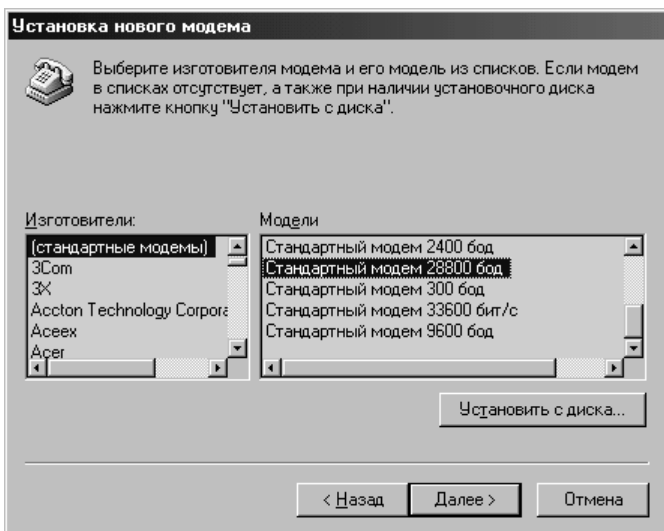 Установка нового модема
Выберите изготовителя модема и его модель из списков. Если модем
в списках отсутствует, а также при наличии установочного диска
нажмите кнопку "Установить с диска".
Изготовители:
(стандартные модемы)
3Com
3X
Accton Technology Corpora
Aceex
Acer
Модели
Стандартный модем 2400 бод
Стандартный модем 28800 бод
Стандартный модем 300 бод
Стандартный модем 33600 бит/с
Стандартный модем 9600 бод
Установить с диска...
< Назад
Далее >
Отмена